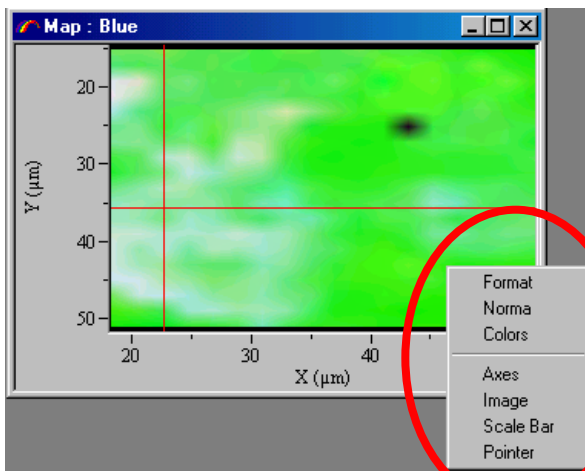 Map : Blue
20
30
40
50
Y (µm)
20
30
40
X (µm)
Format
Norma
Colors
Axes
Image
Scale Bar
Pointer